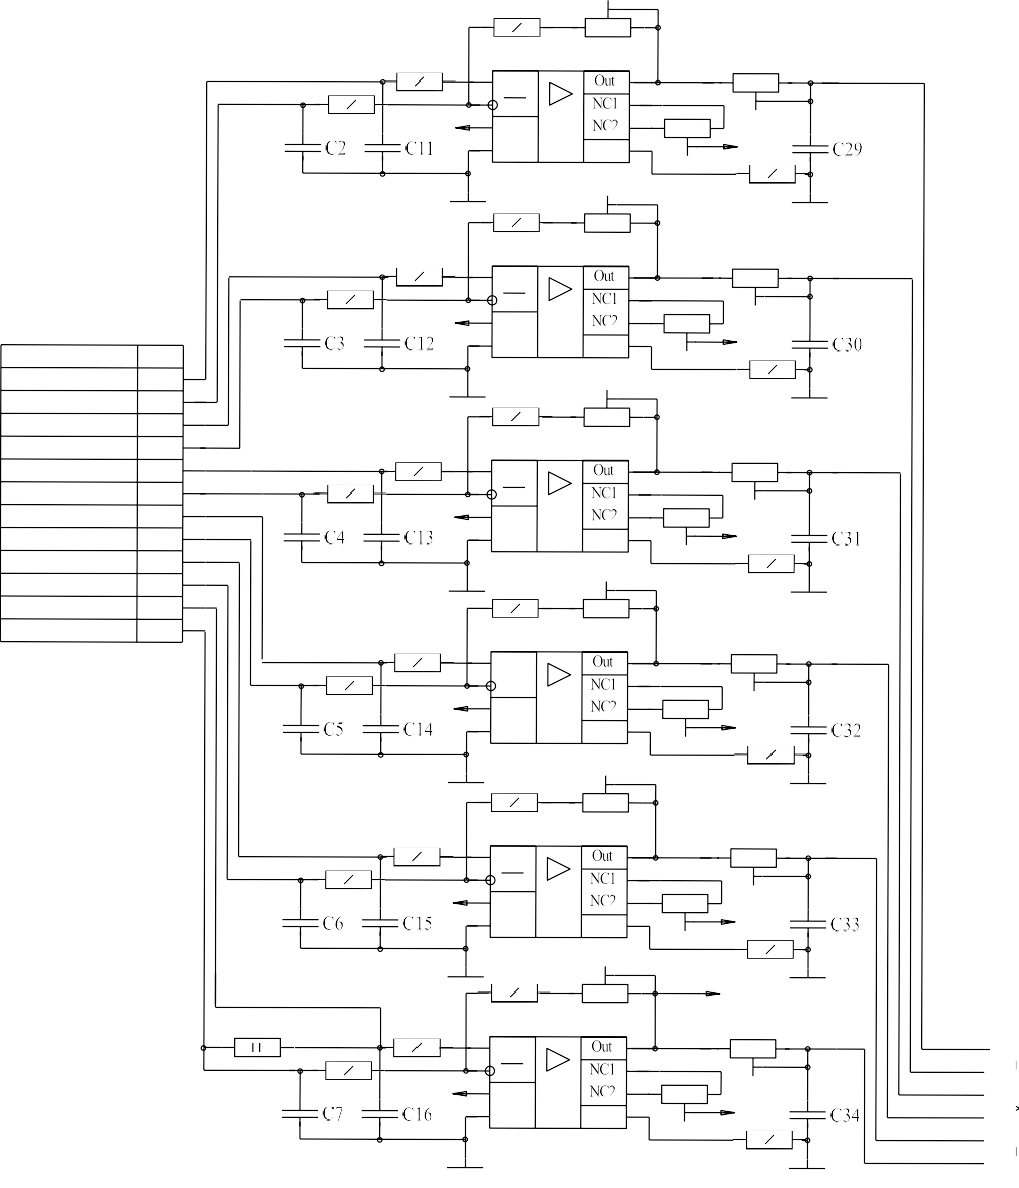 Out
NC1
NC2
C2 C11 C29
Out
NC1
NC2
C3 C12 C30
Out
NC1
NC2
C4 C13 C31
Out
NC1
NC2
C5 C14 C32
Out
NC1
NC2
C6 C15 C33
Out
NC1
NC2
C7 C16 C34